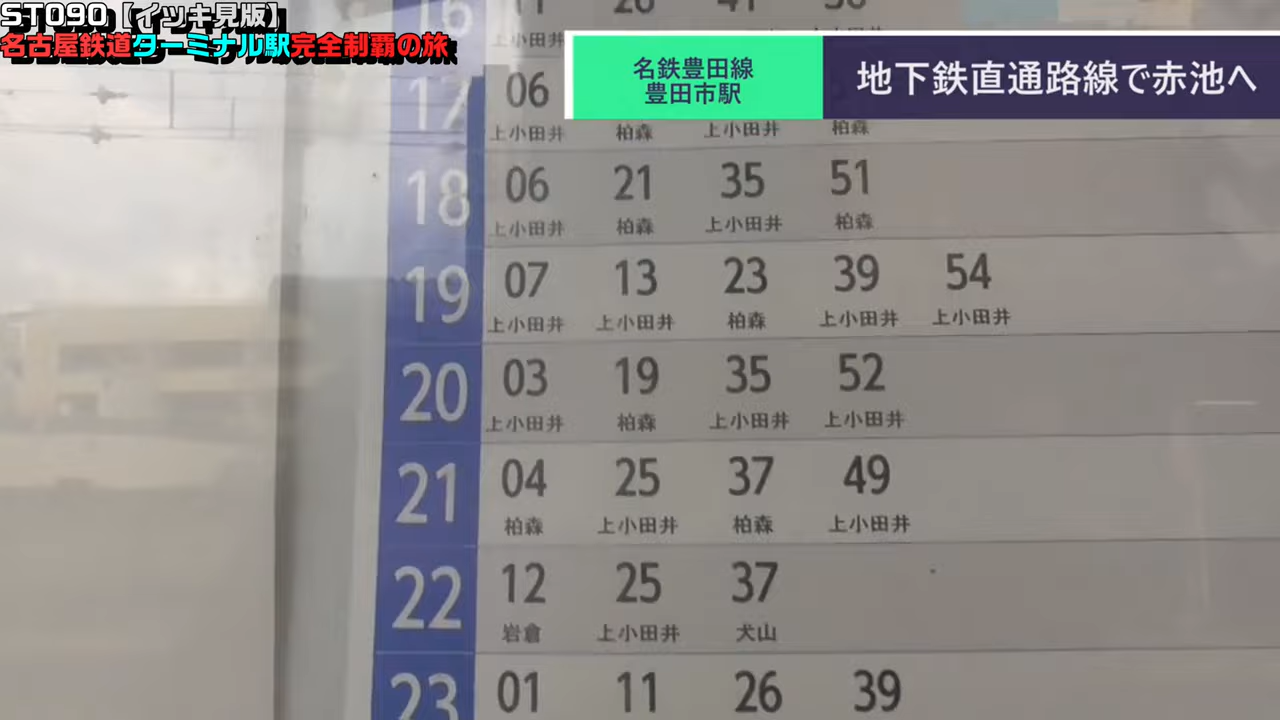 ST090【イッキ見版】
名古屋鉄道ターミナル駅完全制覇の旅
名鉄豊田線
豊田市駅
地下鉄直通路線で赤池へ
16
上小田井
17 06
上小田井 柏森 上小田井 柏森
18 06 21 35 51
上小田井 柏森 上小田井 柏森
19 07 13 23 39 54
上小田井 上小田井 柏森 上小田井 上小田井
20 03 19 35 52
上小田井 柏森 上小田井 上小田井
21 04 25 37 49
柏森 上小田井 柏森 上小田井
22 12 25 37
岩倉 上小田井 犬山
23 01 11 26 39